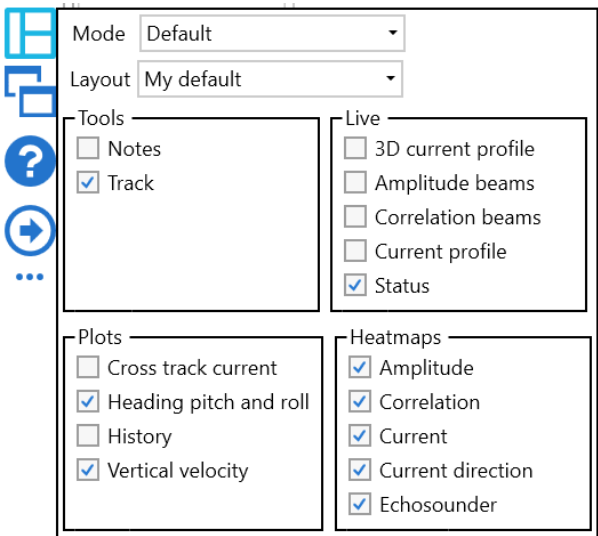 Mode Default
Layout My default
Tools
Notes
Track
Live
3D current profile
Amplitude beams
Correlation beams
Current profile
Status
Plots
Cross track current
Heading pitch and roll
History
Vertical velocity
Heatmaps
Amplitude
Correlation
Current
Current direction
Echosounder